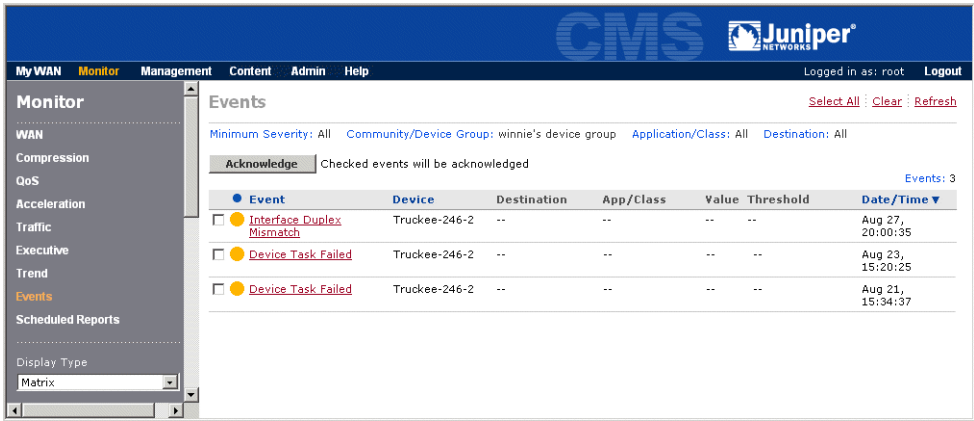 CMS
Juniper®
NETWORKS
My WAN Monitor Management Content Admin Help Logged in as: root Logout
Monitor
WAN
Compression
QoS
Acceleration
Traffic
Executive
Trend
Events
Scheduled Reports
Display Type
Matrix
Events Select All Clear Refresh
Minimum Severity: All Community/Device Group: winnie's device group Application/Class: All Destination: All
Acknowledge Checked events will be acknowledged
Events: 3
Event Device Destination App/Class Value Threshold Date/Time ▼
Interface Duplex Truckee-246-2 -- -- -- -- Aug 27,
Mismatch 20:00:35
Device Task Failed Truckee-246-2 -- -- -- -- Aug 23,
15:20:25
Device Task Failed Truckee-246-2 -- -- -- -- Aug 21,
15:34:37